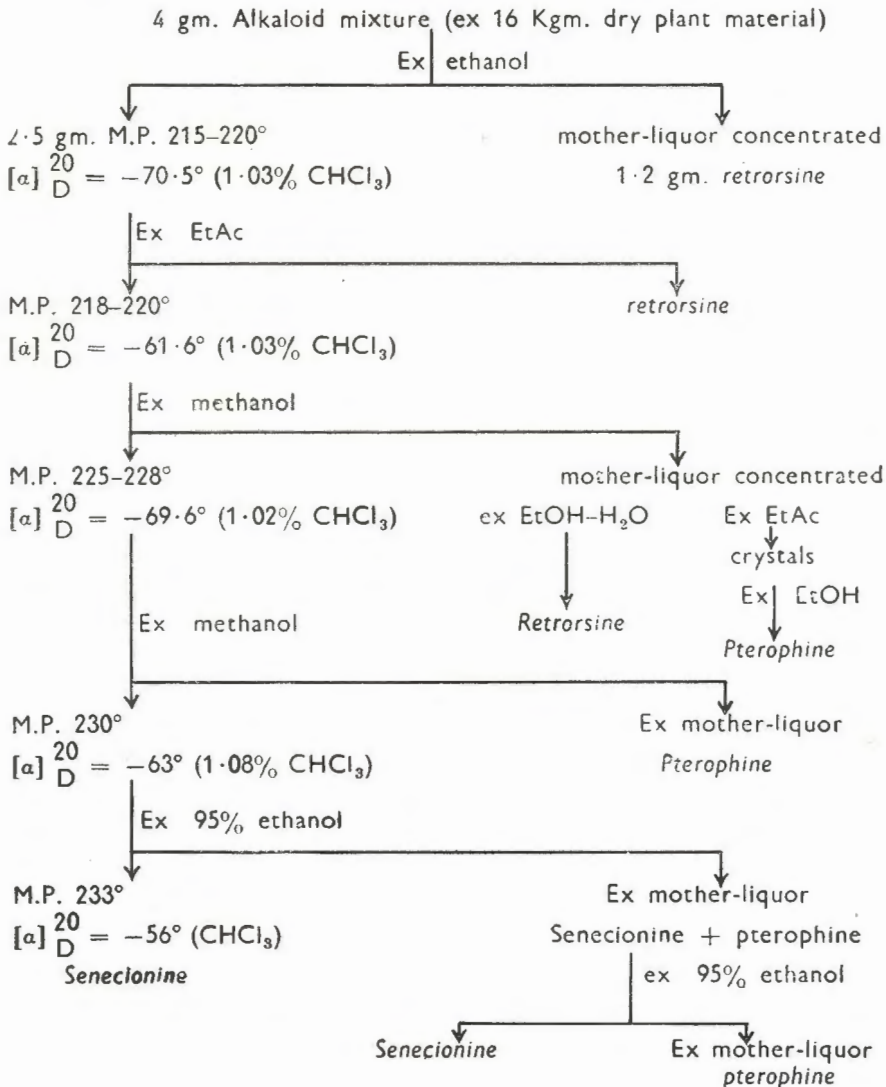 4 gm. Alkaloid mixture (ex 16 Kgm. dry plant material)
Ex ethanol
2·5 gm. M.P. 215–220° mother-liquor concentrated
[α] 20 D = −70·5° (1·03% CHCl₃) 1·2 gm. retrorsine
Ex EtAc
M.P. 218–220° retrorsine
[α] 20 D = −61·6° (1·03% CHCl₃)
Ex methanol
M.P. 225–228° mother-liquor concentrated
[α] 20 D = −69·6° (1·02% CHCl₃) ex EtOH–H₂O Ex EtAc
crystals
Ex EtOH
Ex methanol Retrorsine
Pterophine
M.P. 230° Ex mother-liquor
[α] 20 D = −63° (1·08% CHCl₃) Pterophine
Ex 95% ethanol
M.P. 233° Ex mother-liquor
[α] 20 D = −56° (CHCl₃) Senecionine + pterophine
Senecionine ex 95% ethanol
Senecionine Ex mother-liquor
pterophine